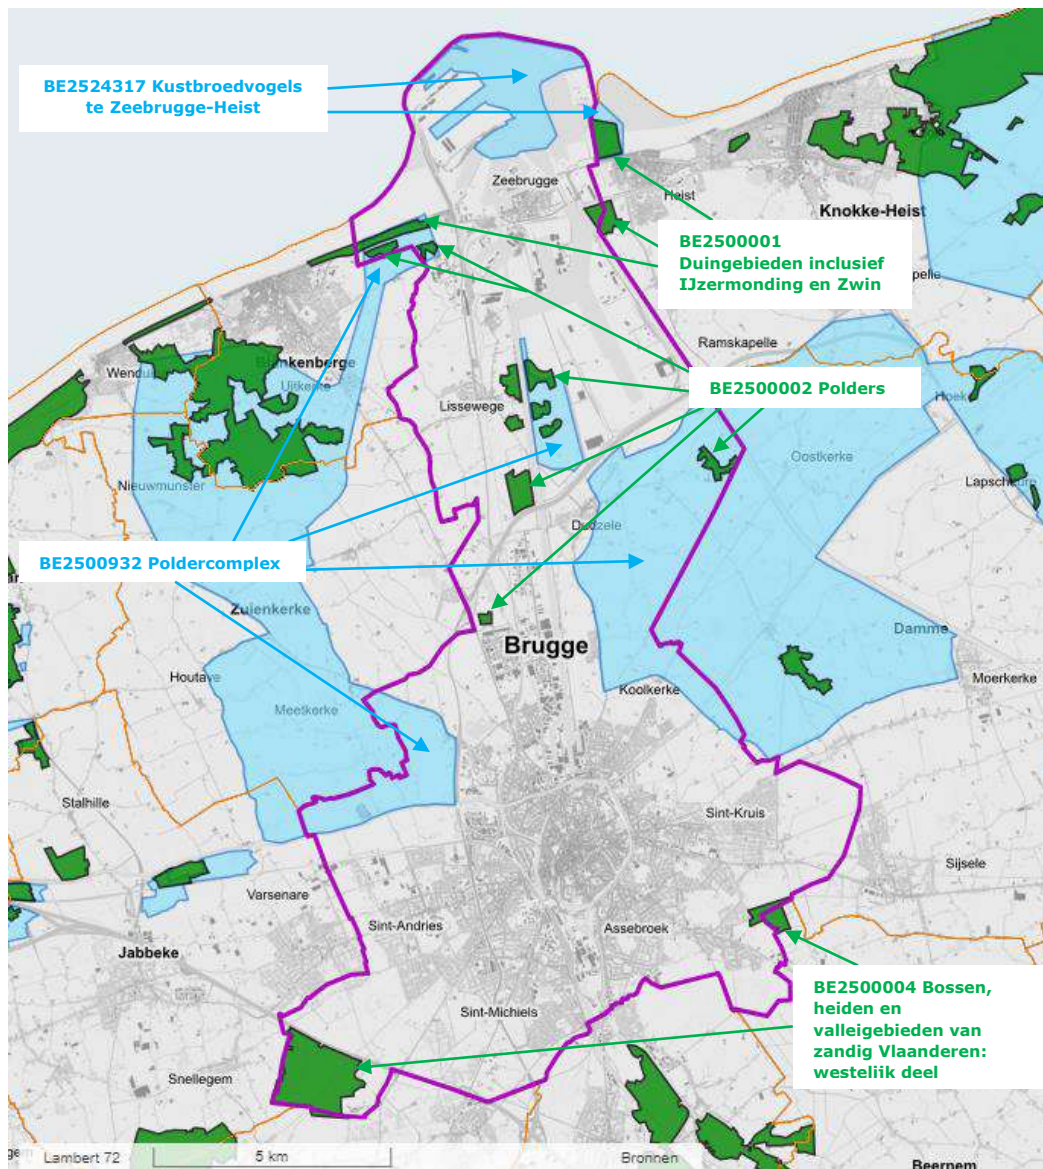 BE2524317 Kustbroedvogels
te Zeebrugge-Heist
Zeebrugge
Heist
Knokke-Heist
BE2500001
Duingebieden inclusief
IJzermonding en Zwin
Ramskapelle
Blankenberge
Uitkerke
Lissewege
BE2500002 Polders
Oostkerke
Nieuwmunster
Dudzele
BE2500932 Poldercomplex
Zuienkerke
Brugge
Damme
Houtave
Koolkerke
Moerkerke
Meetkerke
Stalhille
Sint-Kruis
Sijsele
Varsenare
Sint-Andries
Assebroek
Jabbeke
BE2500004 Bossen,
heiden en
valleigebieden van
zandig Vlaanderen:
westelijk deel
Sint-Michiels
Snellegem
Lambert 72
5 km
Bronnen
Beernem